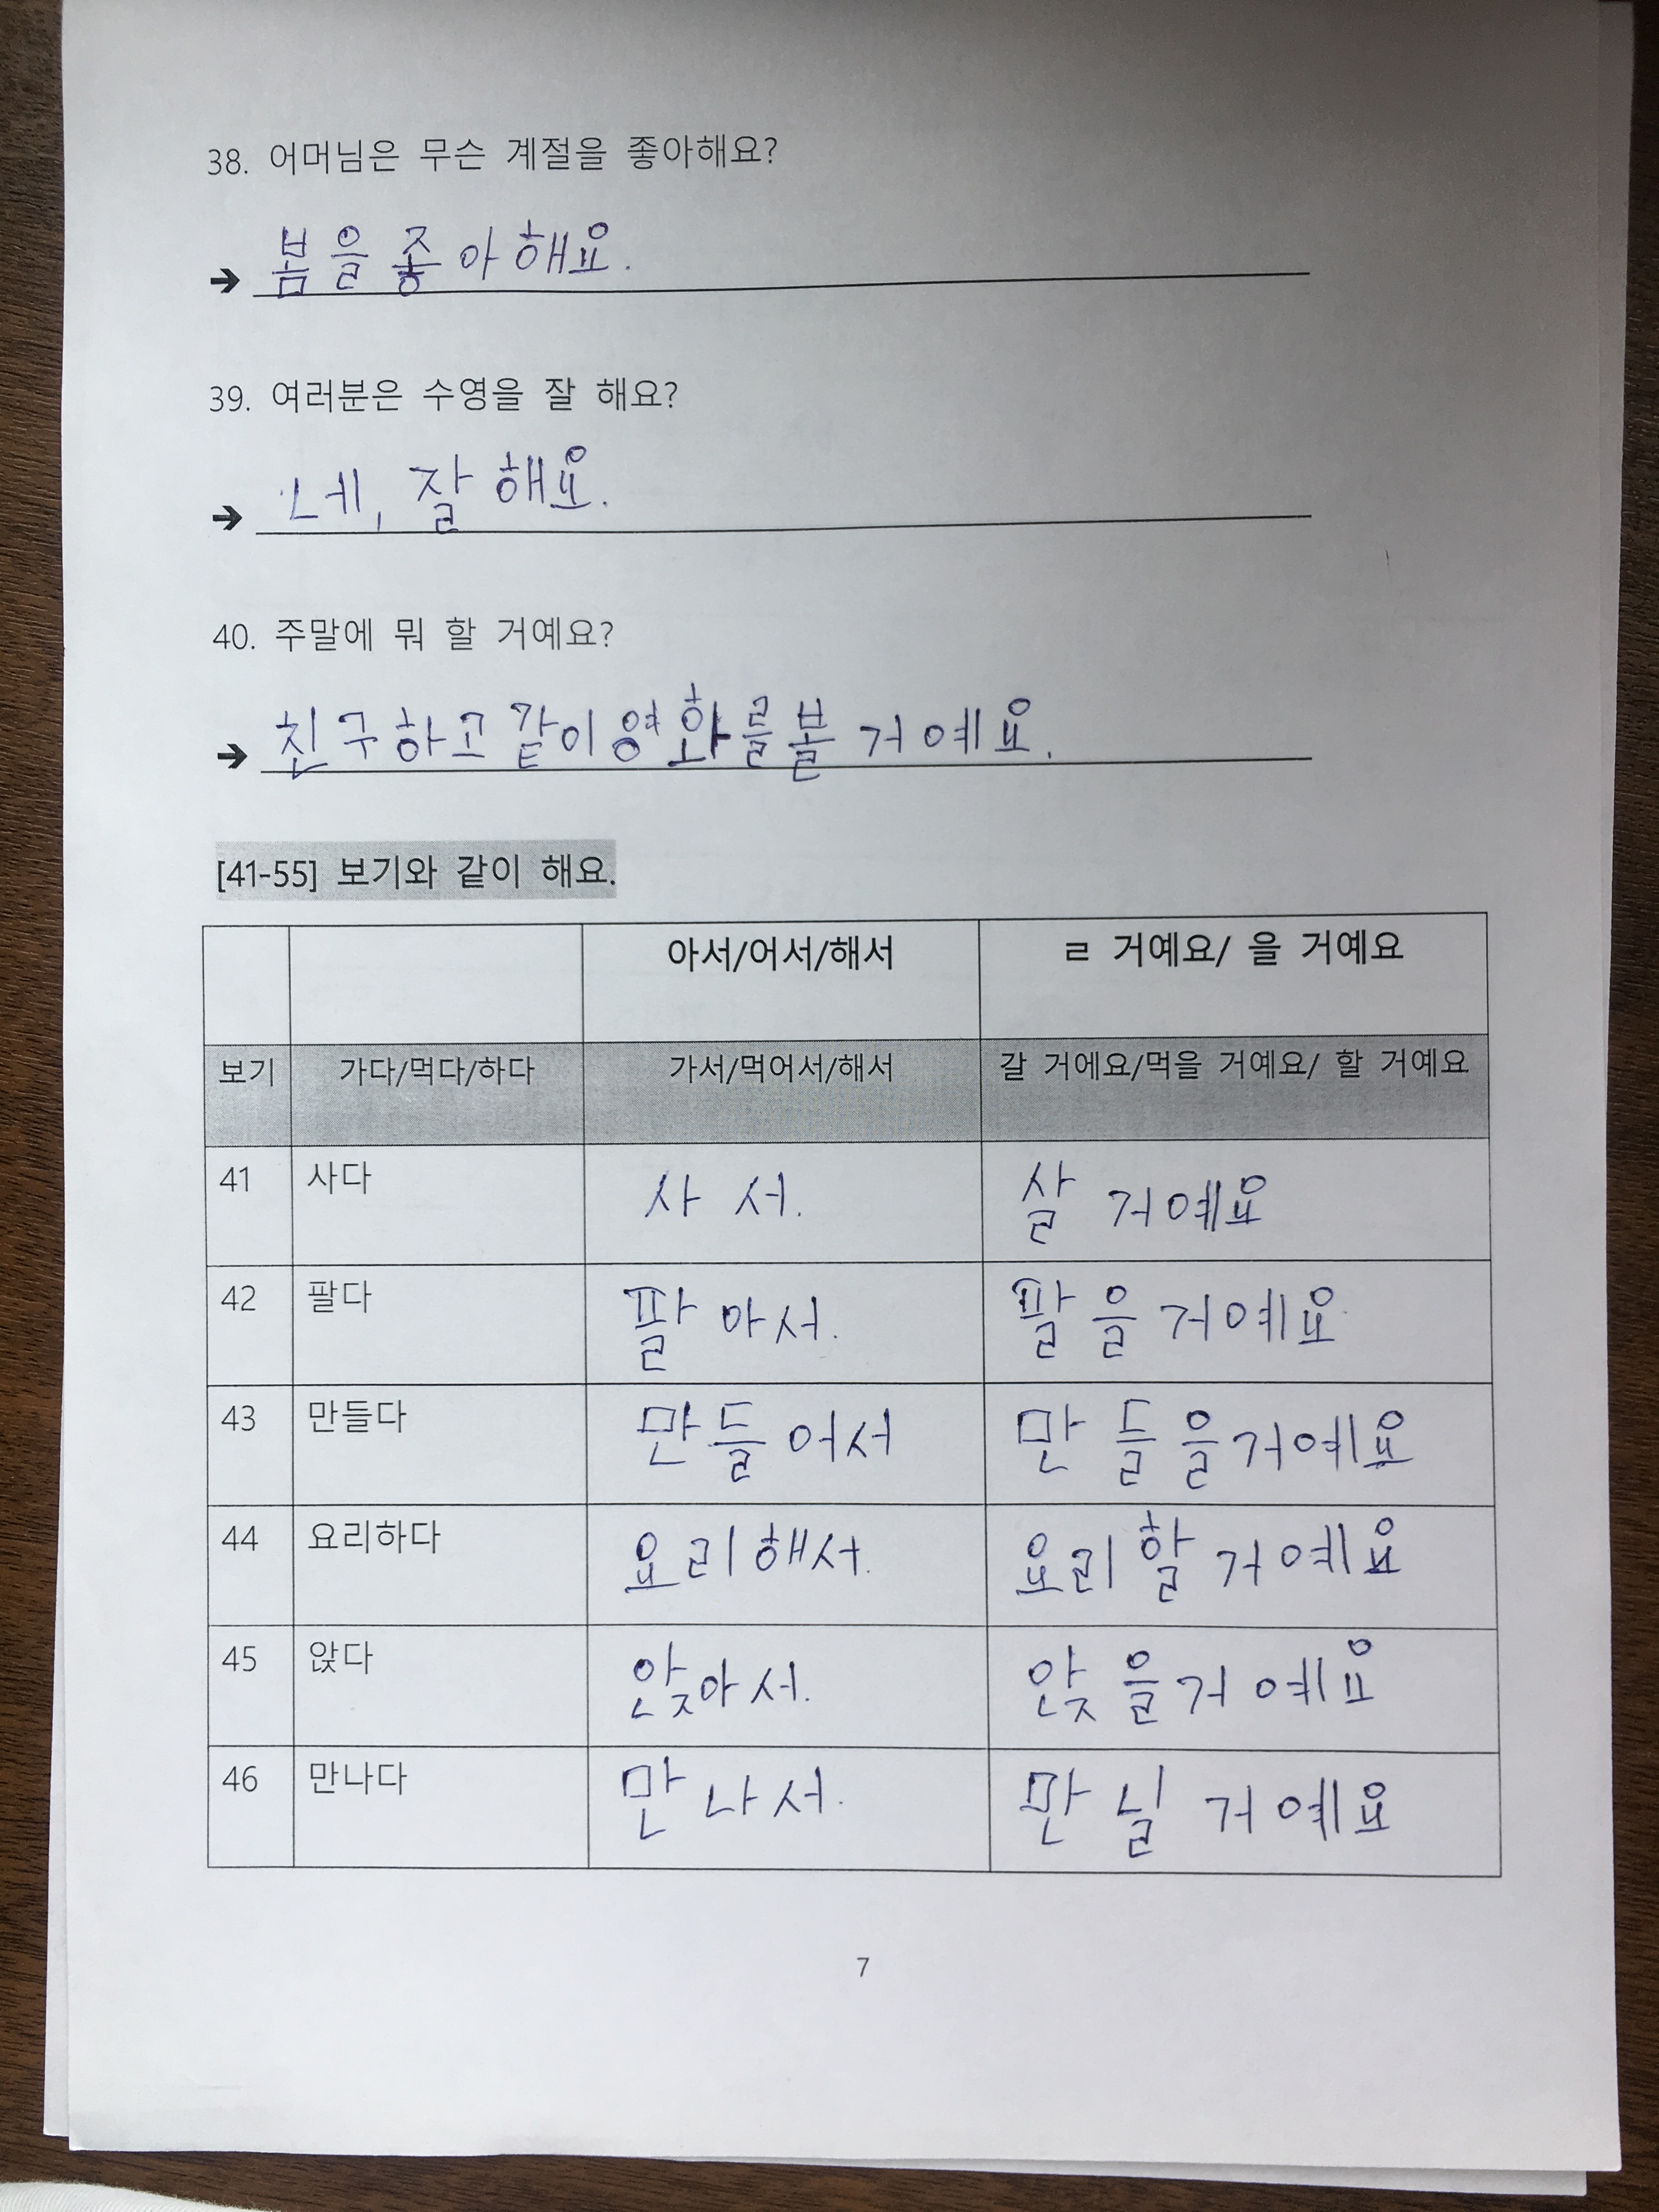 38. 어머님은 무슨 계절을 좋아해요?
➔ 봄을 좋아해요.
39. 여러분은 수영을 잘 해요?
➔ 네, 잘 해요.
40. 주말에 뭐 할 거예요?
➔ 친구하고 같이 영화를 볼 거예요.
[41-55] 보기와 같이 해요.
아서/어서/해서 ㄹ 거예요/ 을 거예요
보기 가다/먹다/하다 가서/먹어서/해서 갈 거에요/먹을 거예요/ 할 거예요
41 사다 사서. 살 거예요
42 팔다 팔아서. 팔을 거예요
43 만들다 만들어서 만들을 거예요
44 요리하다 요리해서. 요리할 거예요
45 앉다 앉아서. 앉을 거예요
46 만나다 만나서. 만닐 거예요
7